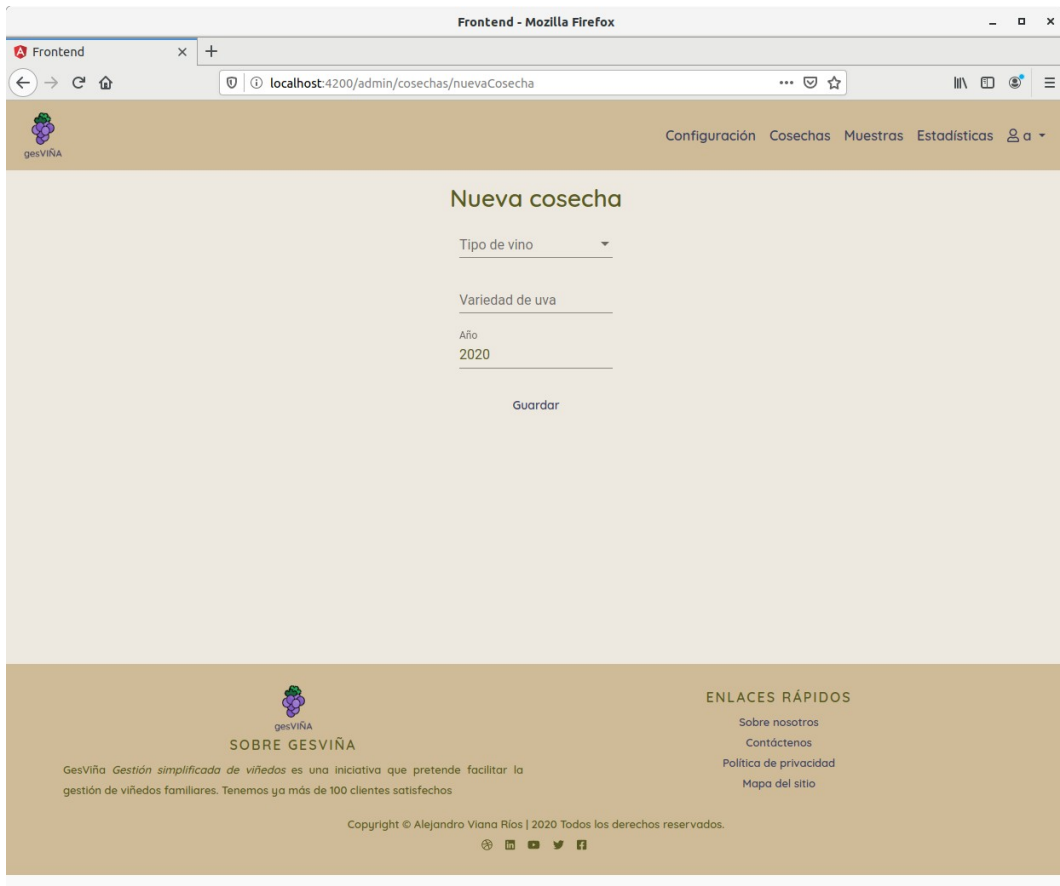 Frontend - Mozilla Firefox
Frontend
localhost:4200/admin/cosechas/nuevaCosecha
gesVIÑA
Configuración Cosechas Muestras Estadísticas a
Nueva cosecha
Tipo de vino
Variedad de uva
Año
2020
Guardar
gesVIÑA
SOBRE GESVIÑA
GesViña Gestión simplificada de viñedos es una iniciativa que pretende facilitar la
gestión de viñedos familiares. Tenemos ya más de 100 clientes satisfechos
ENLACES RÁPIDOS
Sobre nosotros
Contáctenos
Política de privacidad
Mapa del sitio
Copyright © Alejandro Viana Ríos | 2020 Todos los derechos reservados.